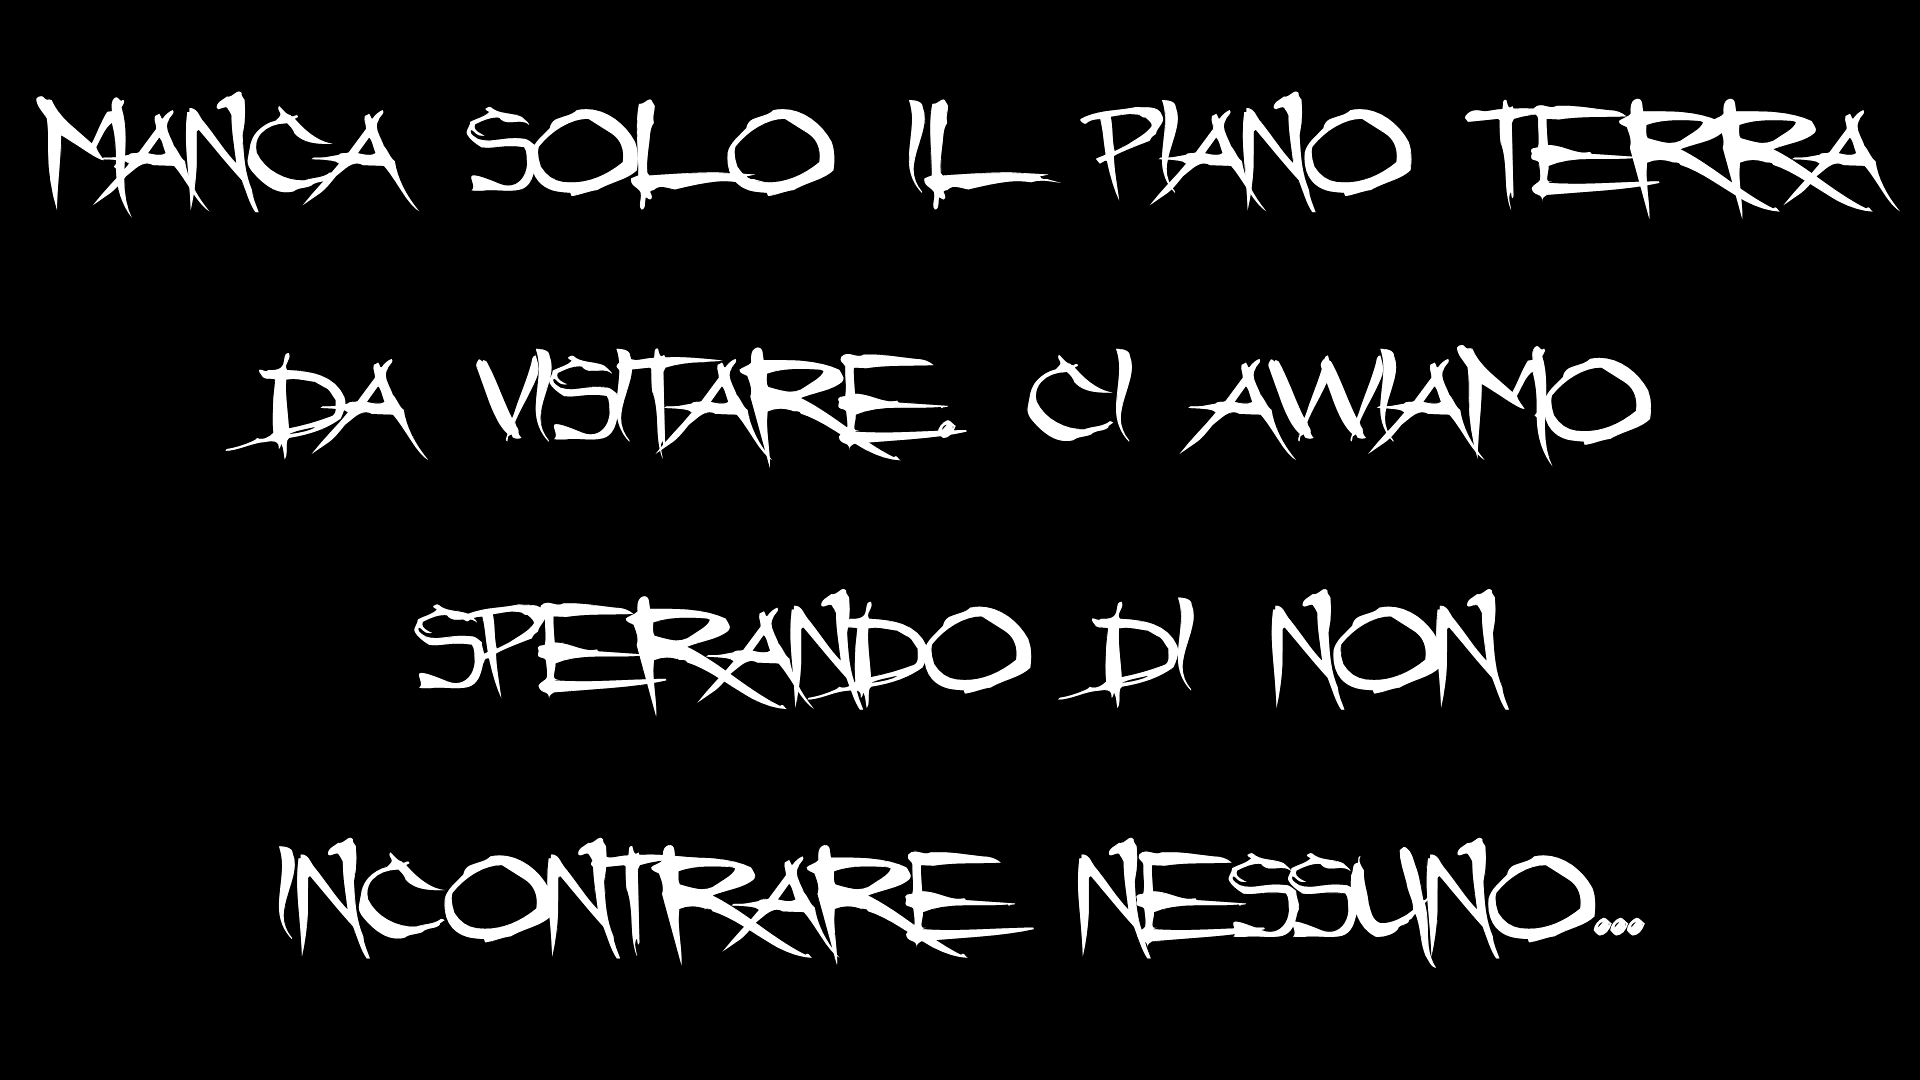 MANCA SOLO IL PIANO TERRA
DA VISITARE. CI AVVIAMO
SPERANDO DI NON
INCONTRARE NESSUNO...